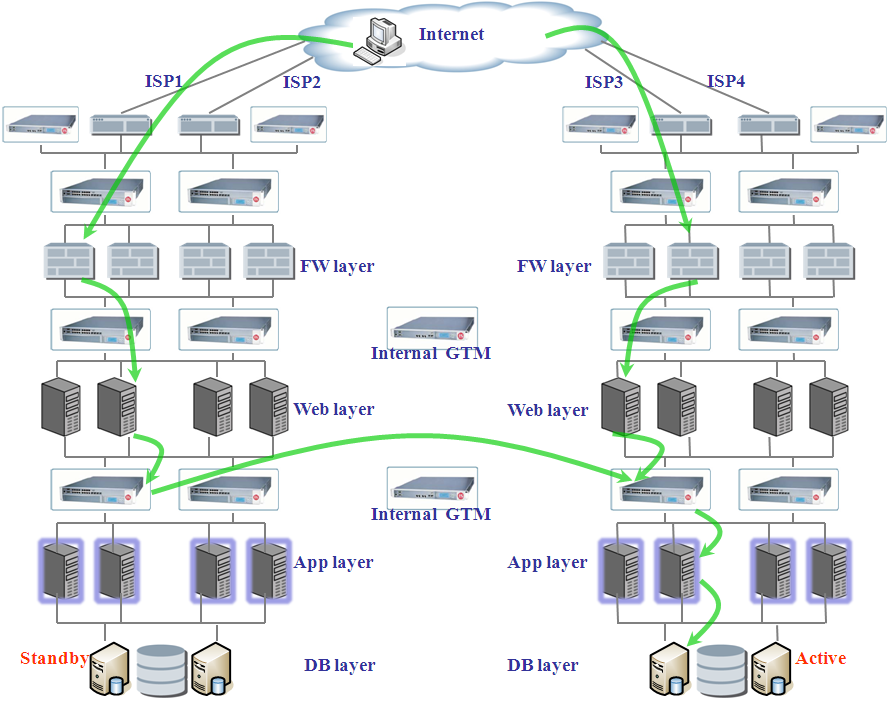 Internet
ISP1
ISP2
ISP3
ISP4
FW layer
FW layer
Internal GTM
Web layer
Web layer
Internal GTM
App layer
App layer
Standby
DB layer
DB layer
Active